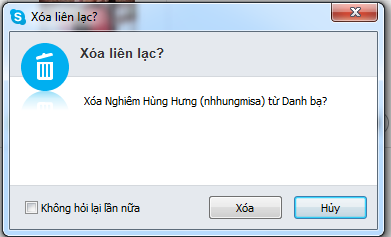 Xóa liên lạc?
Xóa liên lạc?
Xóa Nghiêm Hùng Hưng (nhhungmisa) từ Danh bạ?
Không hỏi lại lần nữa
Xóa
Hủy